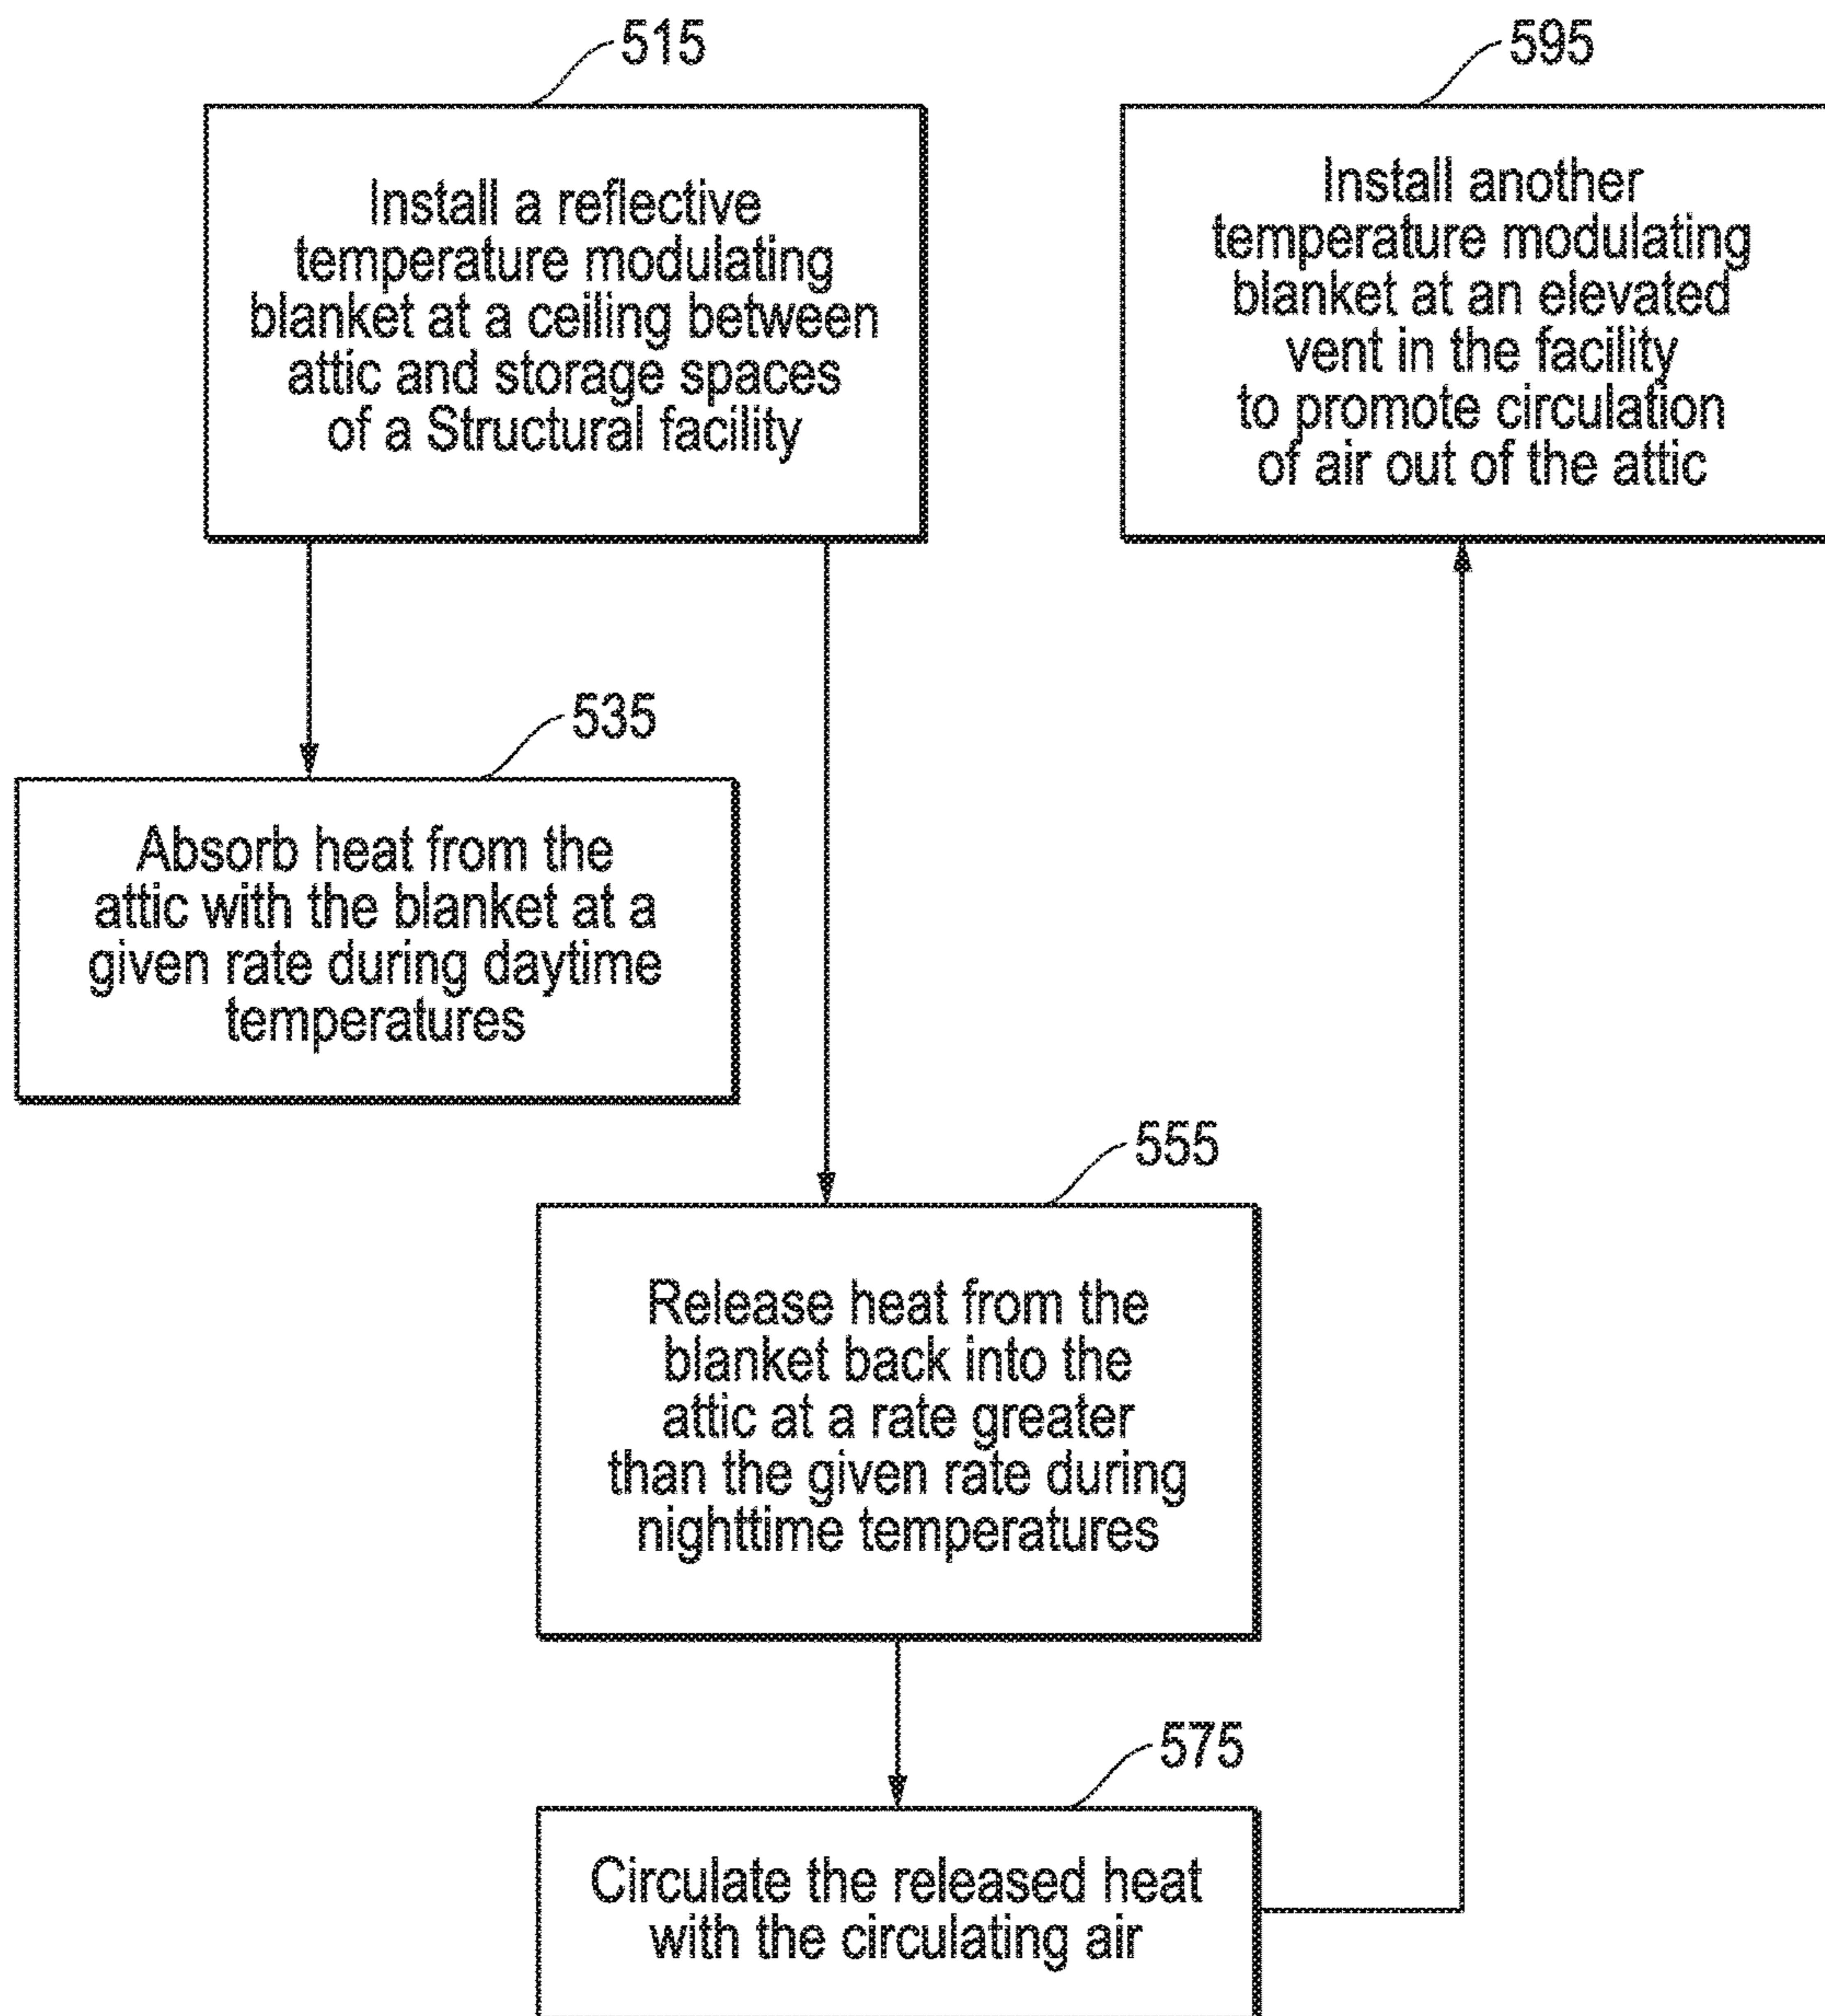 515
Install a reflective
temperature modulating
blanket at a ceiling between
attic and storage spaces
of a Structural facility
595
Install another
temperature modulating
blanket at an elevated
vent in the facility
to promote circulation
of air out of the attic
535
Absorb heat from the
attic with the blanket at a
given rate during daytime
temperatures
555
Release heat from the
blanket back into the
attic at a rate greater
than the given rate during
nighttime temperatures
575
Circulate the released heat
with the circulating air